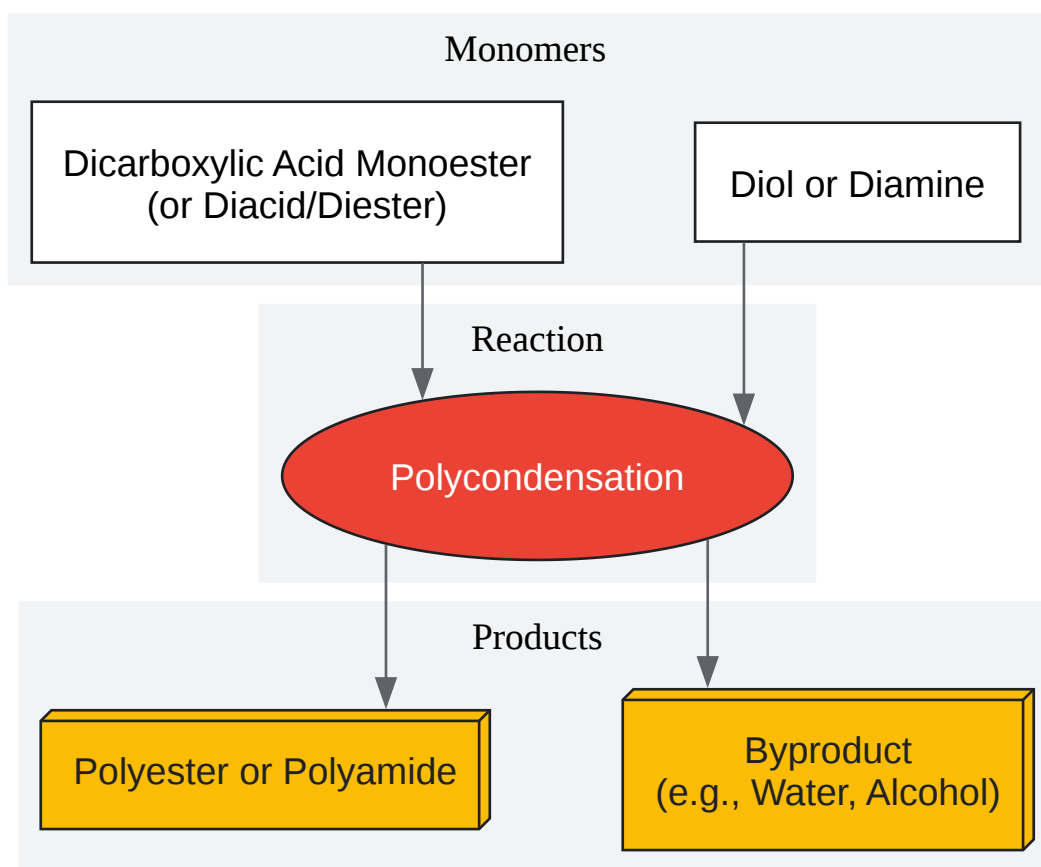 Monomers
Dicarboxylic Acid Monoester
(or Diacid/Diester)
Diol or Diamine
Reaction
Polycondensation
Products
Polyester or Polyamide
Byproduct
(e.g., Water, Alcohol)